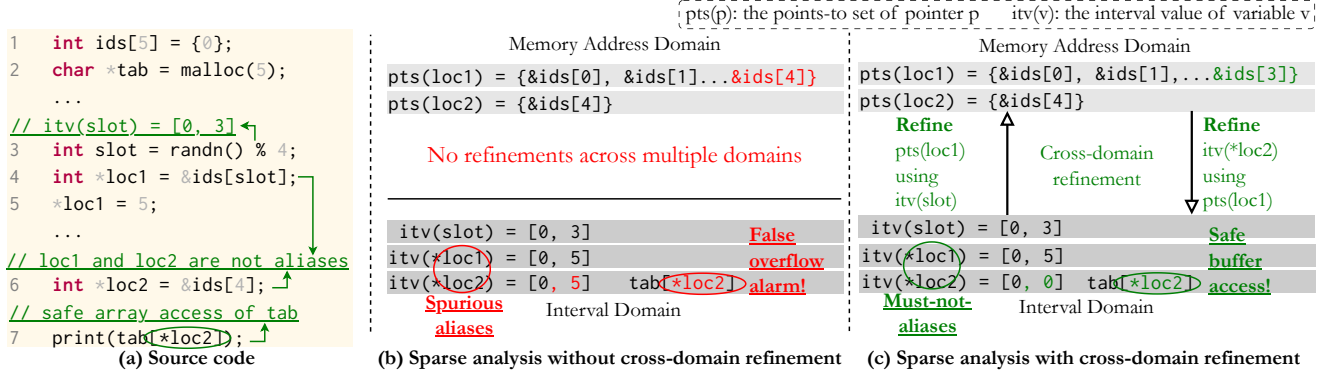 pts(p): the points-to set of pointer p itv(v): the interval value of variable v
1 int ids[5] = {0};
2 char *tab = malloc(5);
...
// itv(slot) = [0, 3]
3 int slot = randn() % 4;
4 int *loc1 = &ids[slot];
5 *loc1 = 5;
...
// loc1 and loc2 are not aliases
6 int *loc2 = &ids[4];
// safe array access of tab
7 print(tab[*loc2]);
(a) Source code
Memory Address Domain
pts(loc1) = {&ids[0], &ids[1]...&ids[4]}
pts(loc2) = {&ids[4]}
No refinements across multiple domains
itv(slot) = [0, 3]
itv(*loc1) = [0, 5]
itv(*loc2) = [0, 5] tab[*loc2]
False
overflow
alarm!
Spurious
aliases
Interval Domain
(b) Sparse analysis without cross-domain refinement
Memory Address Domain
pts(loc1) = {&ids[0], &ids[1],...&ids[3]}
pts(loc2) = {&ids[4]}
Refine
pts(loc1)
using
itv(slot)
Cross-domain
refinement
Refine
itv(*loc2)
using
pts(loc1)
itv(slot) = [0, 3]
itv(*loc1) = [0, 5]
itv(*loc2) = [0, 0] tab[*loc2]
Safe
buffer
access!
Must-not-
aliases
Interval Domain
(c) Sparse analysis with cross-domain refinement